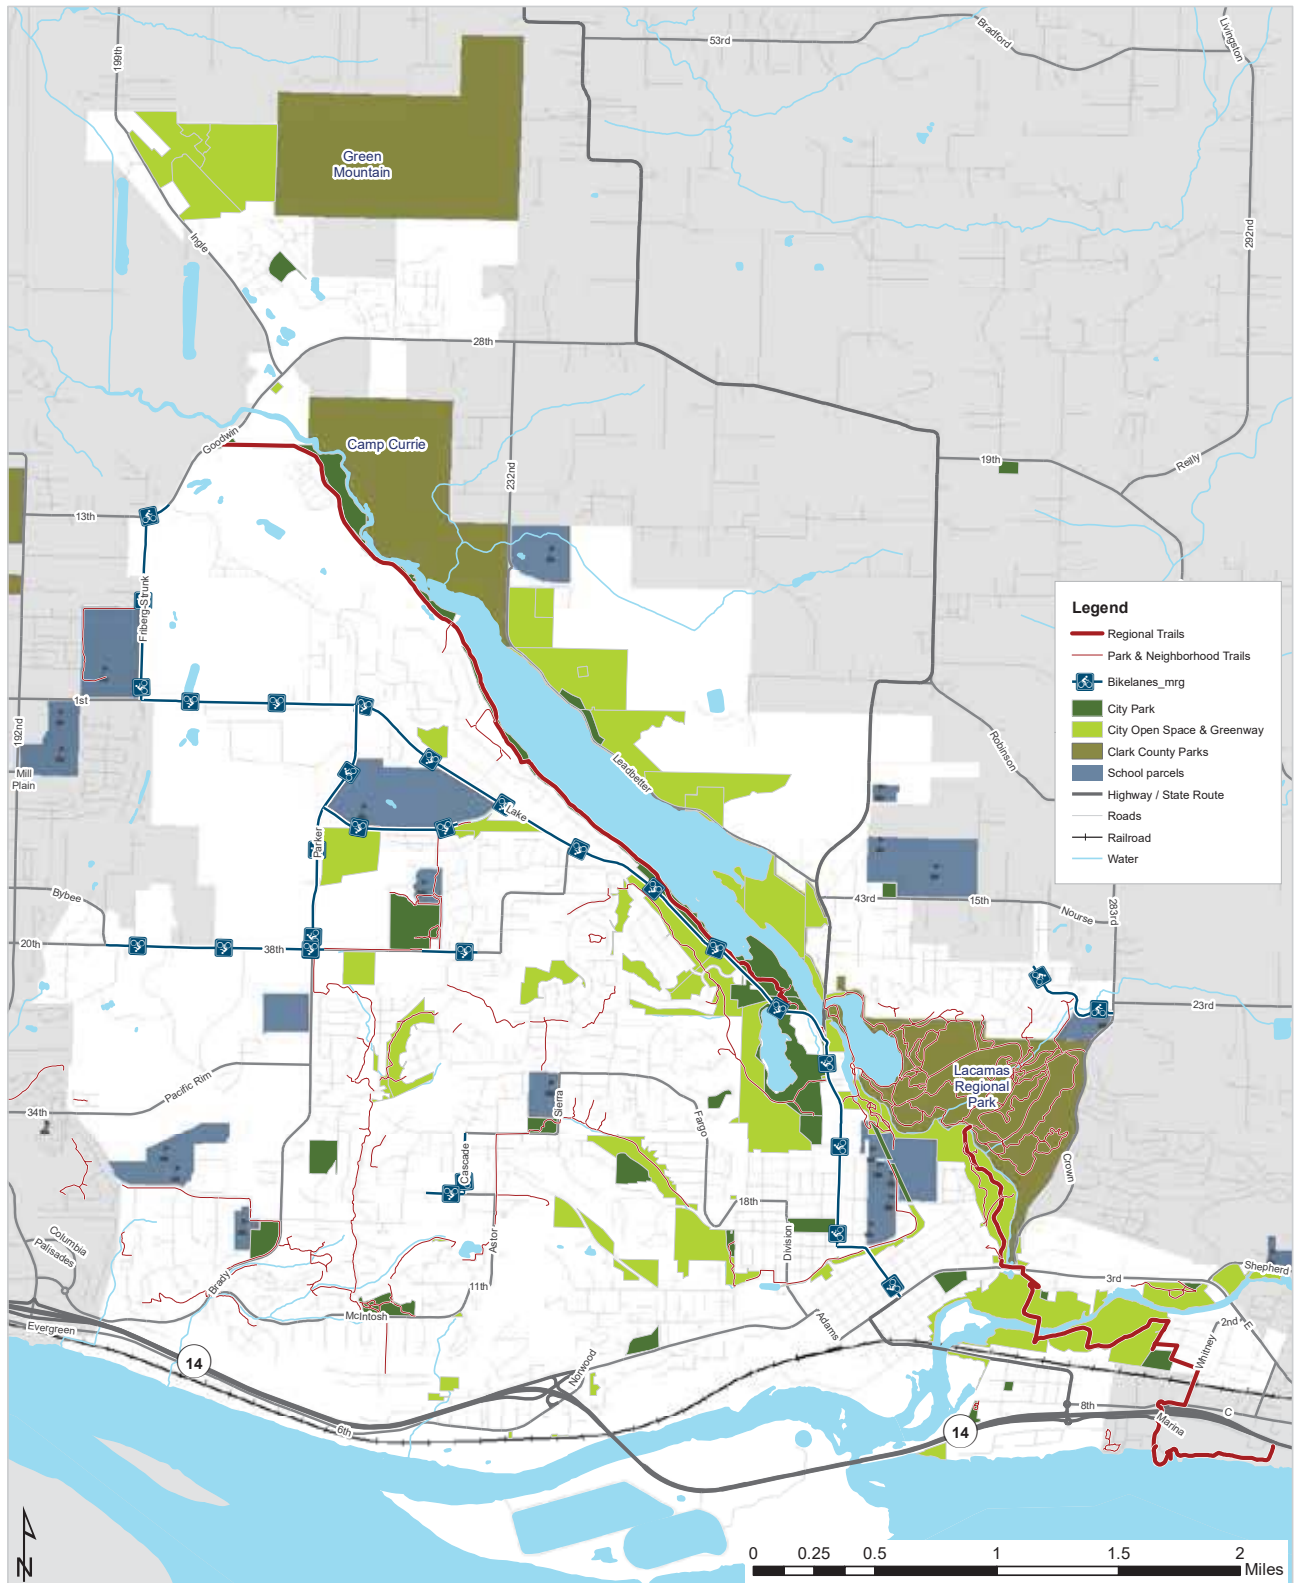 199th
53rd
Bradford
Livingston
Green
Mountain
Ingle
292nd
28th
Goodwin
Camp Currie
232nd
19th
Reilly
13th
Friberg-Strunk
1st
192nd
Mill
Plain
Leadbetter
Robinson
Lake
Parker
Bybee
20th
38th
43rd
15th
Nourse
283rd
23rd
Pacific Rim
34th
Lacamas
Regional
Park
Sierra
Fargo
Cascade
Crown
18th
Division
Astor
Columbia
Palisades
Brady
11th
McIntosh
Adams
3rd
Shepherd
2nd
E
Whitney
Evergreen
14
Norwood
6th
8th
C
Marina
14
Legend
Regional Trails
Park & Neighborhood Trails
Bikelanes_mrg
City Park
City Open Space & Greenway
Clark County Parks
School parcels
Highway / State Route
Roads
Railroad
Water
N
0 0.25 0.5 1 1.5 2
Miles